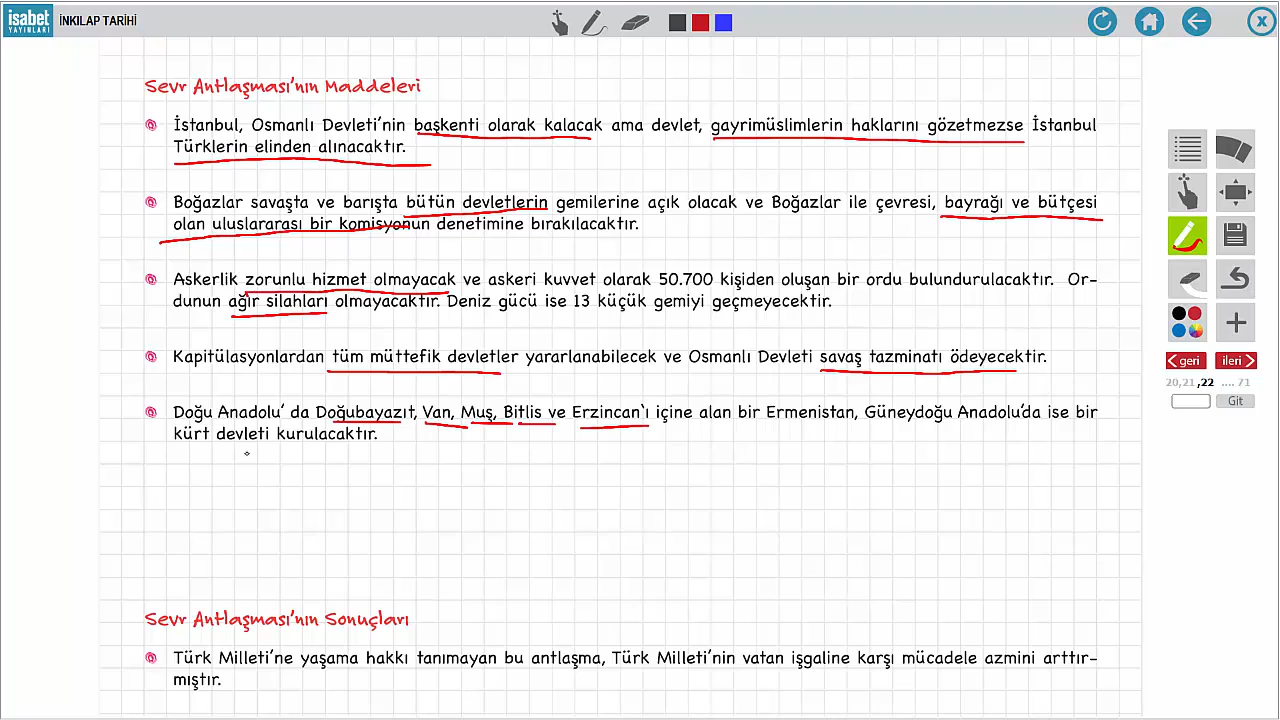 isabet
YAYINLARI
İNKILAP TARİHİ
Sevr Antlaşması'nın Maddeleri
İstanbul, Osmanlı Devleti'nin başkenti olarak kalacak ama devlet, gayrimüslimlerin haklarını gözetmezse İstanbul
Türklerin elinden alınacaktır.
Boğazlar savaşta ve barışta bütün devletlerin gemilerine açık olacak ve Boğazlar ile çevresi, bayrağı ve bütçesi
olan uluslararası bir komisyonun denetimine bırakılacaktır.
Askerlik zorunlu hizmet olmayacak ve askeri kuvvet olarak 50.700 kişiden oluşan bir ordu bulundurulacaktır. Or-
dunun ağır silahları olmayacaktır. Deniz gücü ise 13 küçük gemiyi geçmeyecektir.
Kapitülasyonlardan tüm müttefik devletler yararlanabilecek ve Osmanlı Devleti savaş tazminatı ödeyecektir.
Doğu Anadolu' da Doğubayazıt, Van, Muş, Bitlis ve Erzincan'ı içine alan bir Ermenistan, Güneydoğu Anadolu'da ise bir
kürt devleti kurulacaktır.
Sevr Antlaşması'nın Sonuçları
Türk Milleti'ne yaşama hakkı tanımayan bu antlaşma, Türk Milleti'nin vatan işgaline karşı mücadele azmini arttır-
mıştır.
geri ileri
20,21,22 .... 71
Git